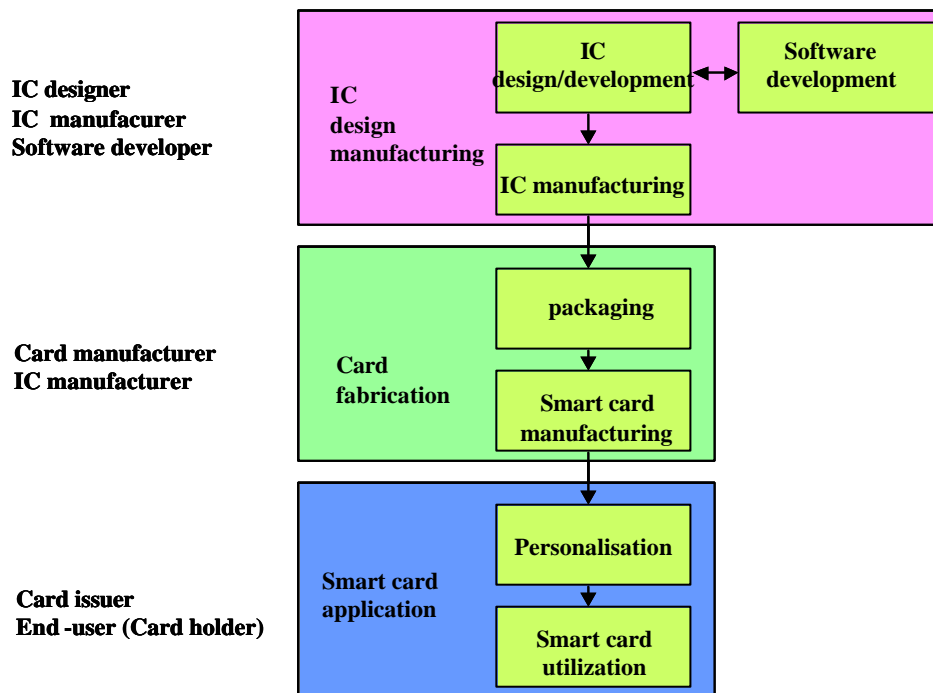 IC designer
IC manufacurer
Software developer
IC
design
manufacturing
IC
design/development
Software
development
IC manufacturing
Card manufacturer
IC manufacturer
Card
fabrication
packaging
Smart card
manufacturing
Card issuer
End -user (Card holder)
Smart card
application
Personalisation
Smart card
utilization